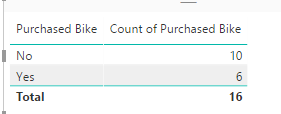 Purchased Bike Count of Purchased Bike
No 10
Yes 6
Total 16